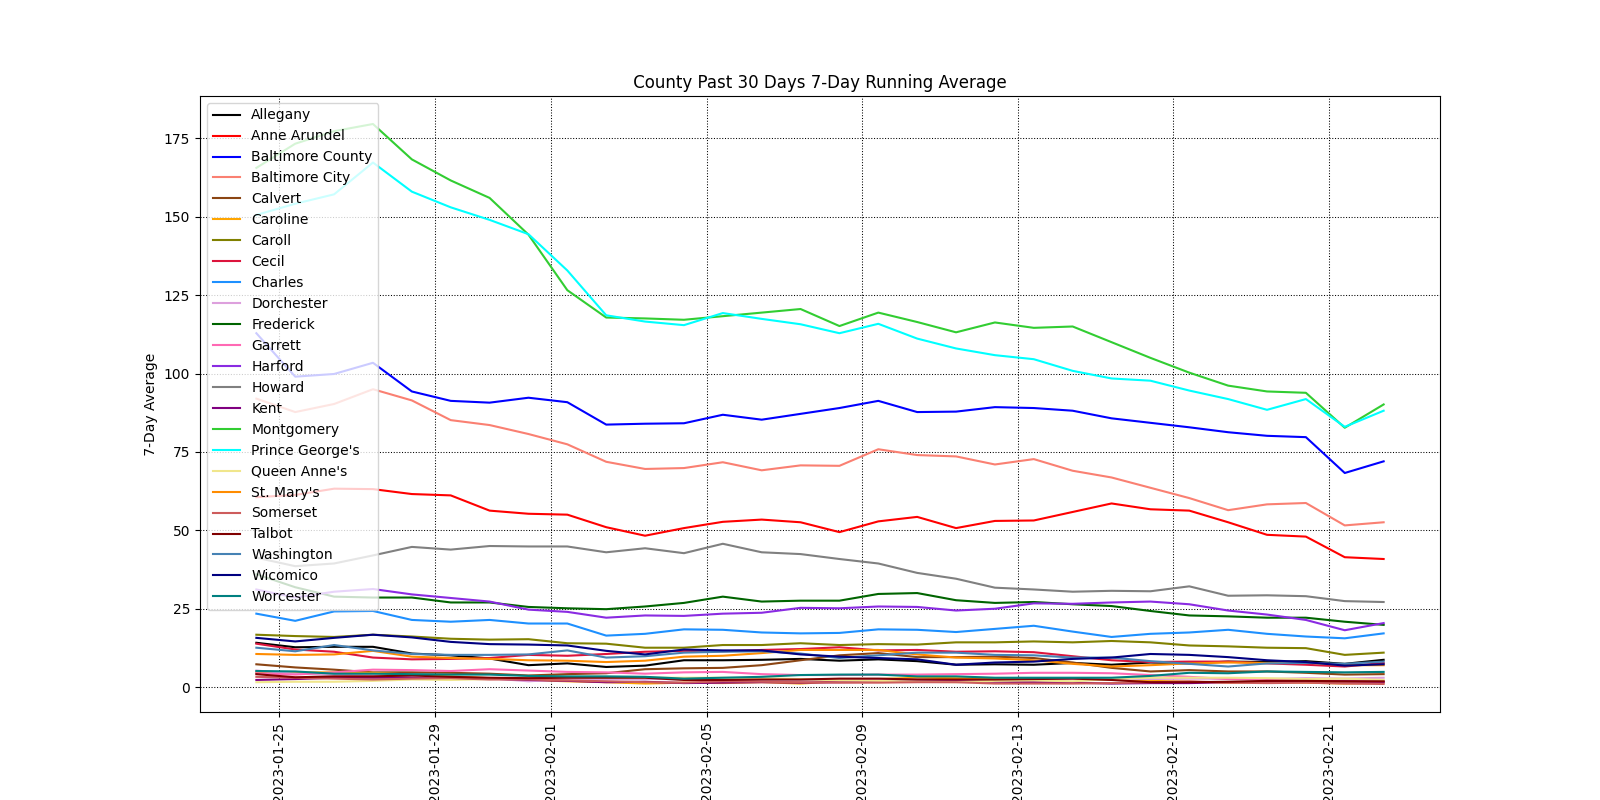 County Past 30 Days 7-Day Running Average
7-Day Average
175
150
125
100
75
50
25
0
Allegany
Anne Arundel
Baltimore County
Baltimore City
Calvert
Caroline
Caroll
Cecil
Charles
Dorchester
Frederick
Garrett
Harford
Howard
Kent
Montgomery
Prince George's
Queen Anne's
St. Mary's
Somerset
Talbot
Washington
Wicomico
Worcester
2023-01-25
2023-01-29
2023-02-01
2023-02-05
2023-02-09
2023-02-13
2023-02-17
2023-02-21